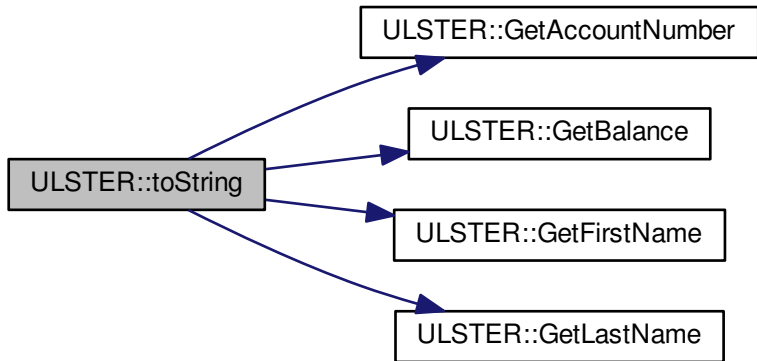 ULSTER::toString
ULSTER::GetAccountNumber
ULSTER::GetBalance
ULSTER::GetFirstName
ULSTER::GetLastName